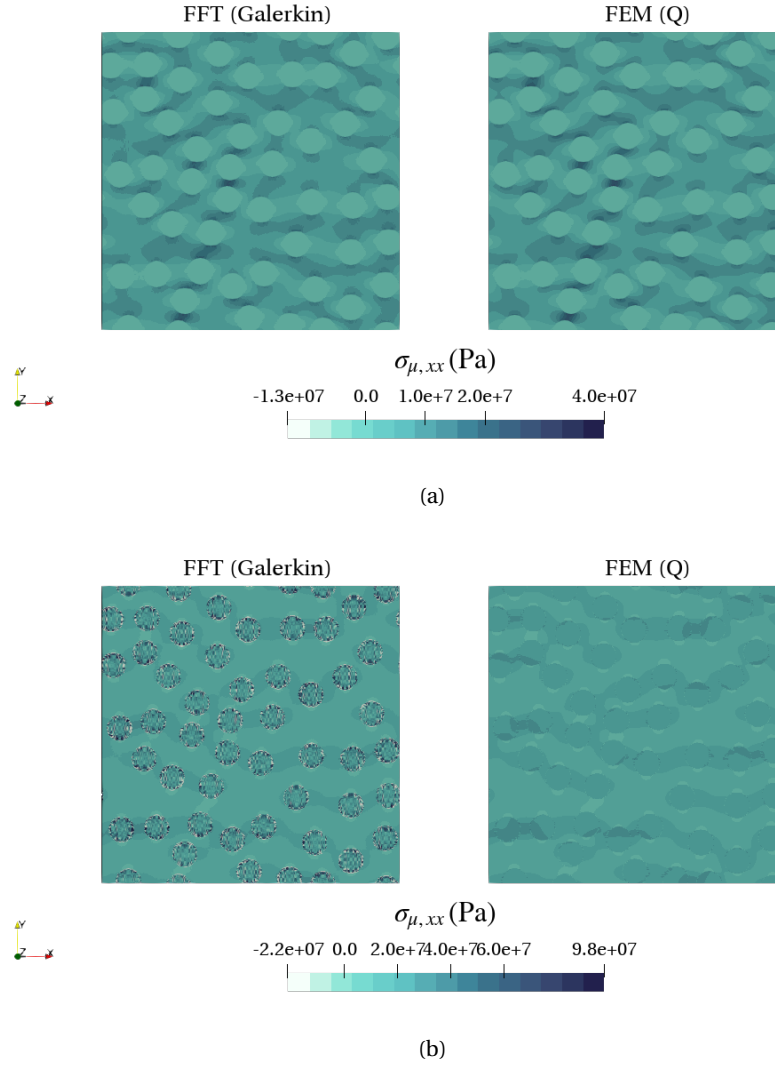 FFT (Galerkin) FEM (Q)
σμ, xx (Pa)
-1.3e+07 0.0 1.0e+7 2.0e+7 4.0e+07
Y
Z X
(a)
FFT (Galerkin) FEM (Q)
σμ, xx (Pa)
-2.2e+07 0.0 2.0e+7 4.0e+7 6.0e+7 9.8e+07
Y
Z X
(b)